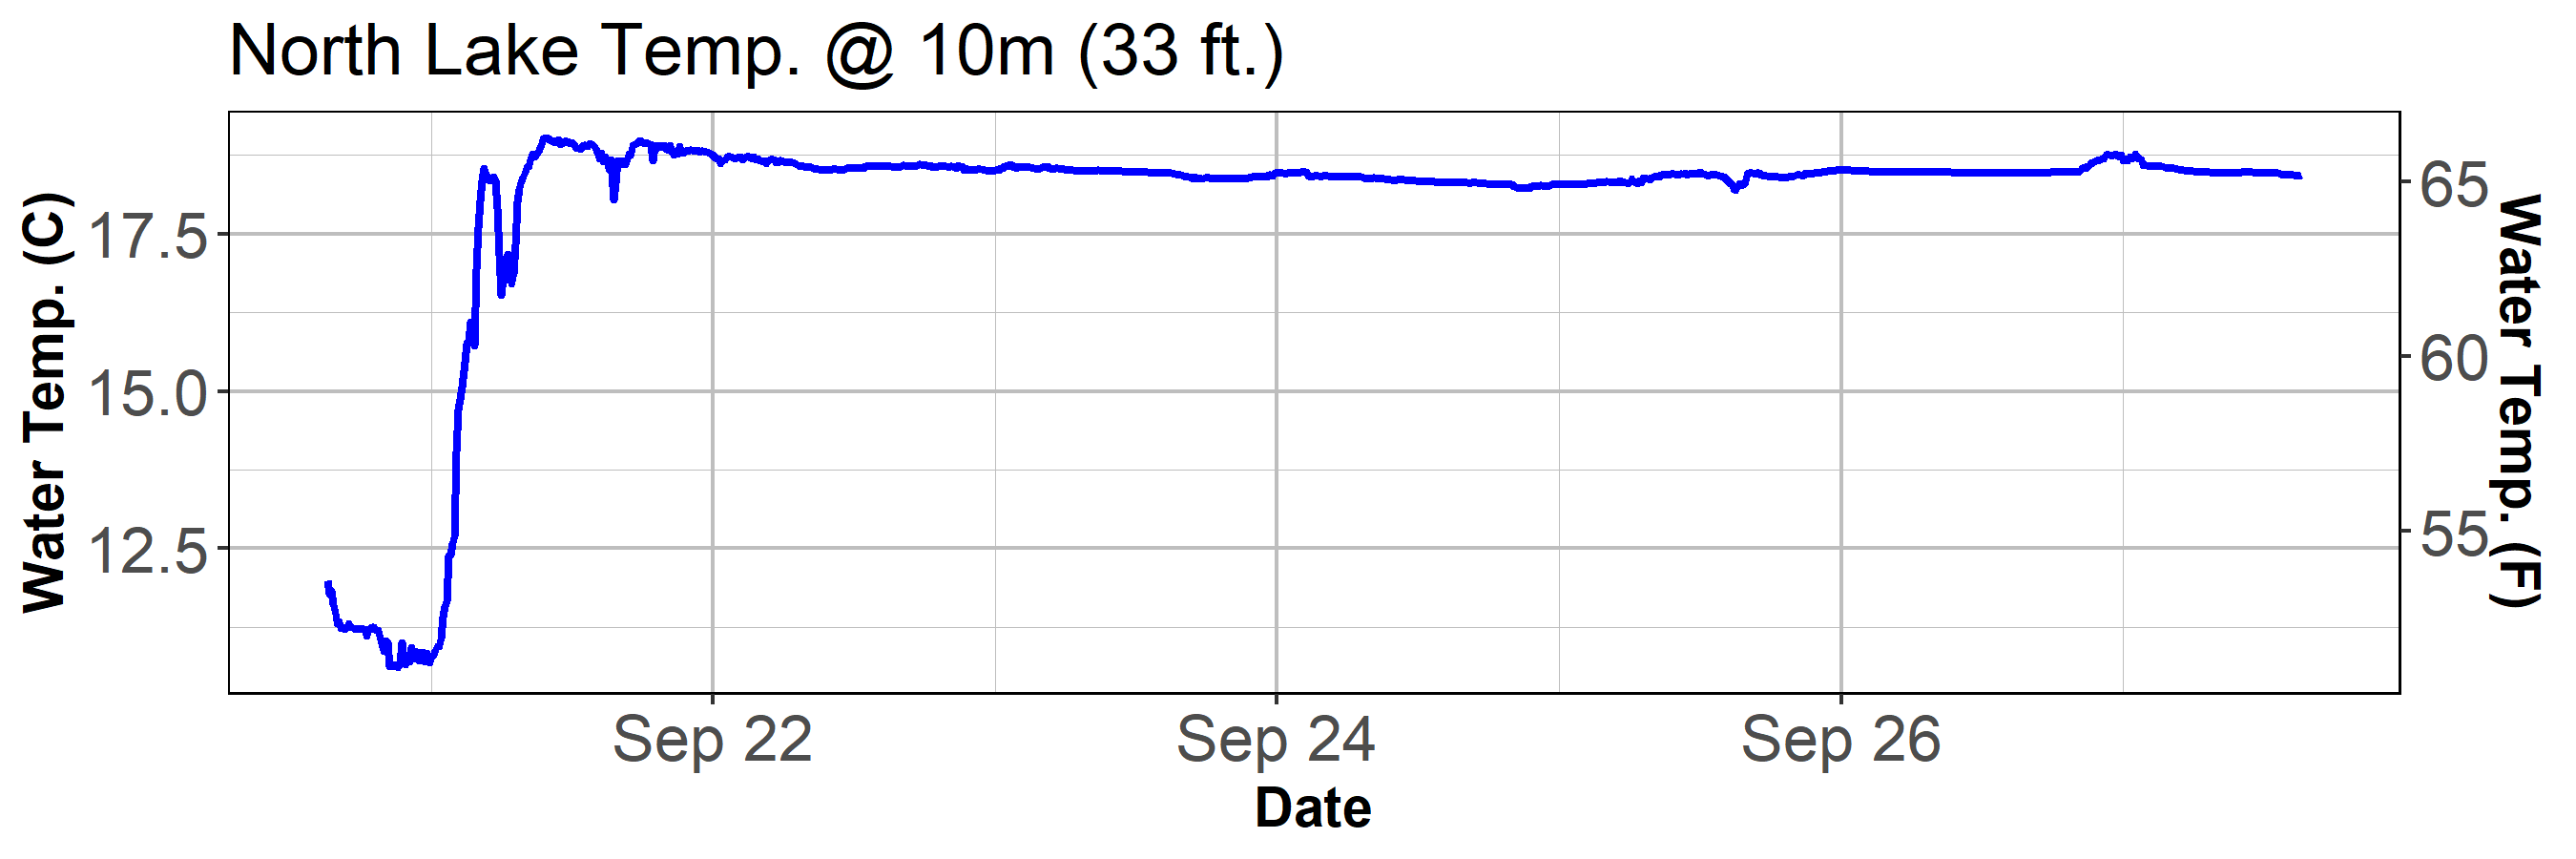 North Lake Temp. @ 10m (33 ft.)
Water Temp. (C)
17.5
15.0
12.5
65
60
55
Water Temp. (F)
Sep 22 Sep 24 Sep 26
Date